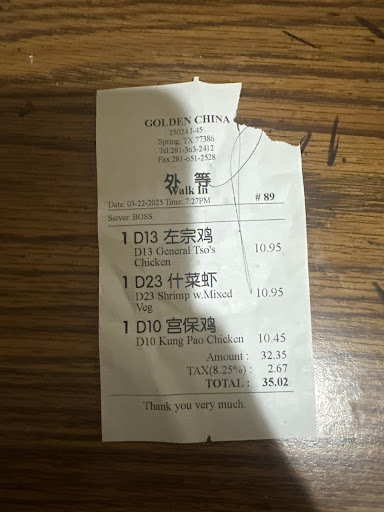 GOLDEN CHINA
25024 I-45
Spring, TX 77386
Tel:281-363-2412
Fax:281-651-2528
外 等
Walk In
# 89
Date: 03-22-2025 Time: 7:27PM
Server: BOSS
1 D13 左宗鸡
D13 General Tso's 10.95
Chicken
1 D23 什菜虾
D23 Shrimp w.Mixed 10.95
Veg
1 D10 宫保鸡
D10 Kung Pao Chicken 10.45
Amount : 32.35
TAX(8.25%) : 2.67
TOTAL : 35.02
Thank you very much.